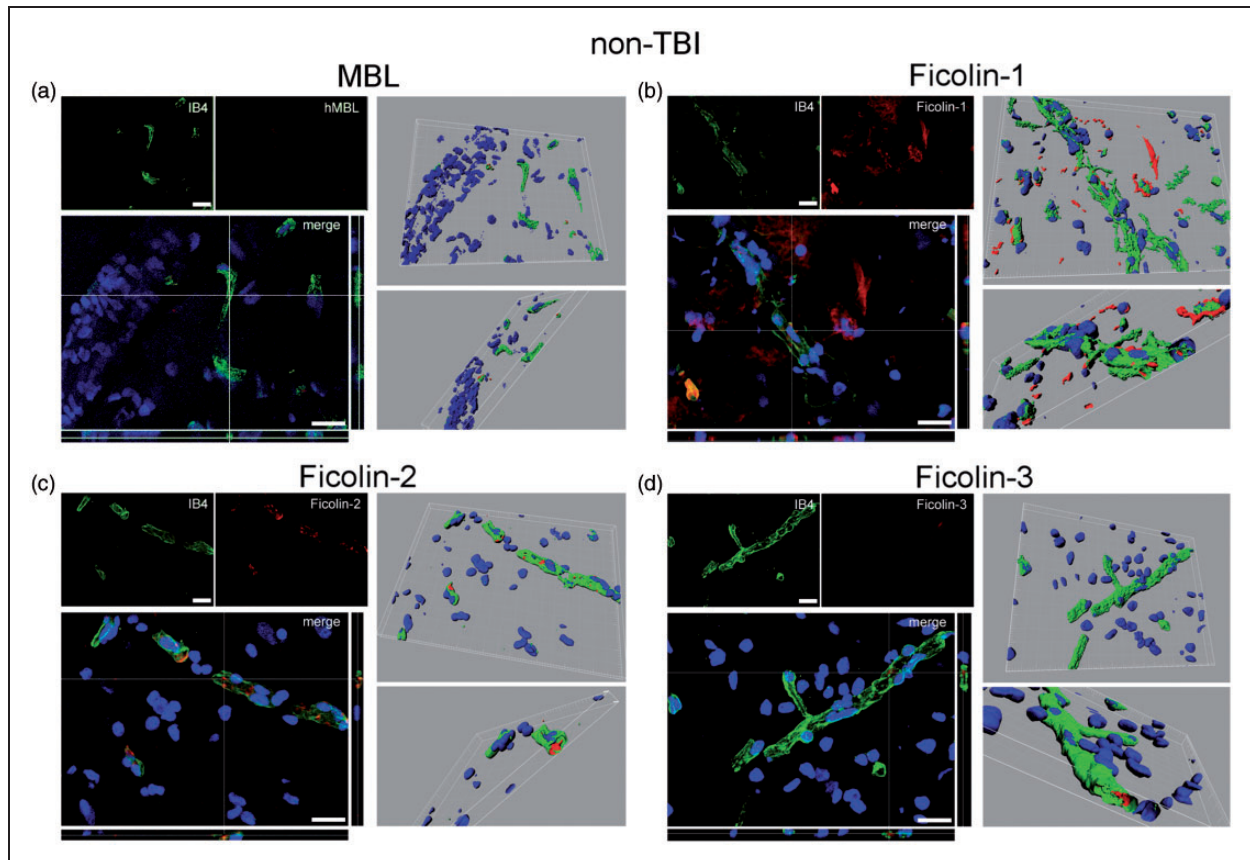 non-TBI
MBL
(a)
IB4
hMBL
merge
Ficolin-1
(b)
IB4
Ficolin-1
merge
Ficolin-2
(c)
IB4
Ficolin-2
merge
Ficolin-3
(d)
IB4
Ficolin-3
merge